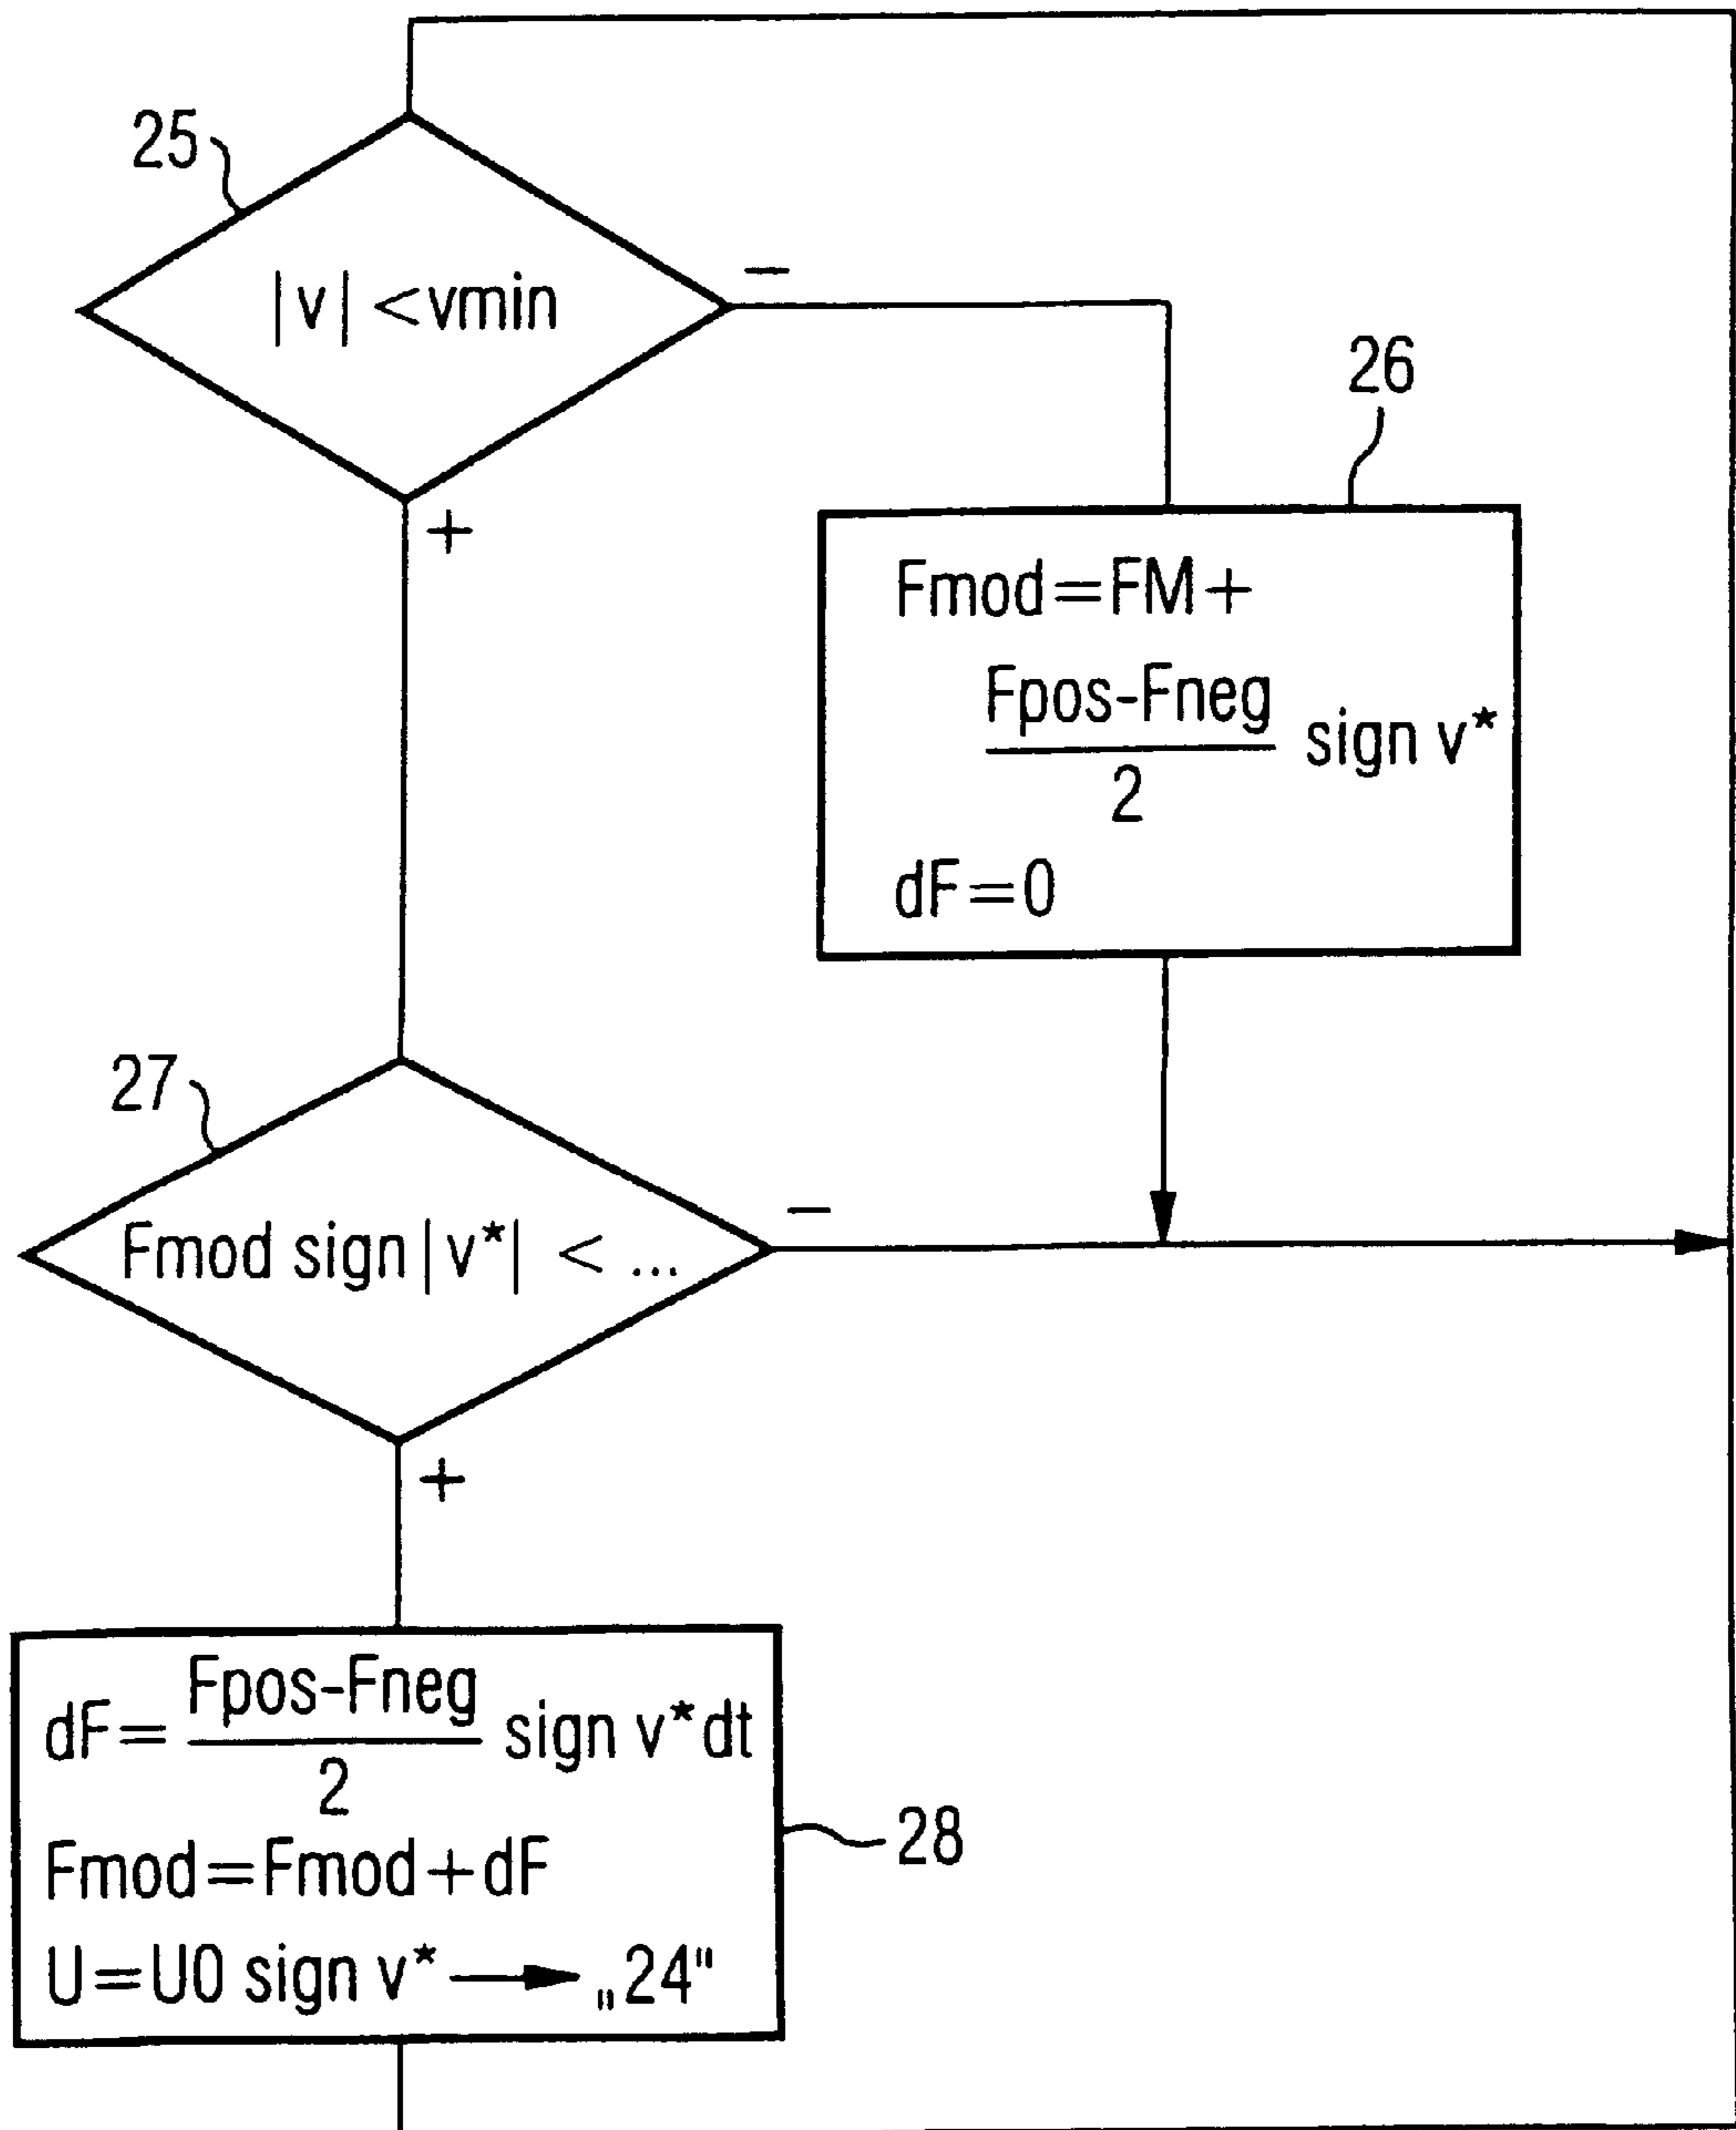 25
|v| <vmin
−
+
26
Fmod=FM+
Fpos-Fneg
2
sign v*
dF=0
27
Fmod sign|v*| < ...
−
+
dF= Fpos-Fneg
2
sign v*dt
Fmod=Fmod+dF
U=U0 sign v* → „24"
28